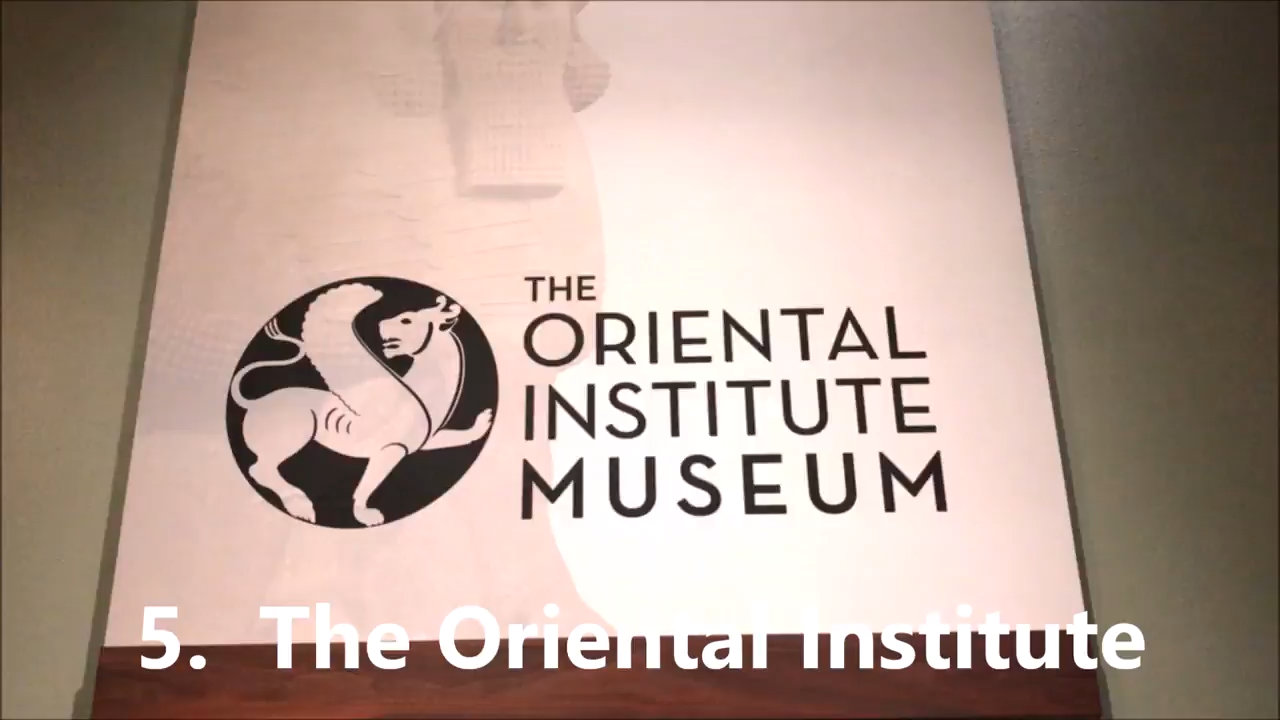 THE
ORIENTAL
INSTITUTE
MUSEUM
5. The Oriental Institute